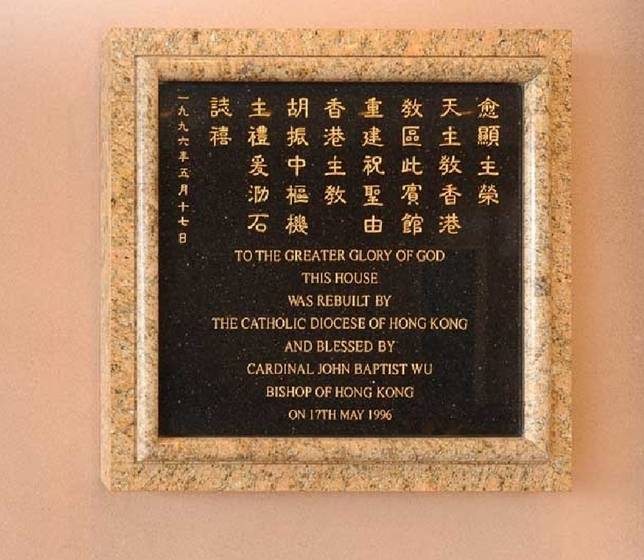 愈顯主榮
天主教香港
教區此賓館
重建祝聖由
香港主教
胡振中樞機
主禮爰泐石
誌禧
一九九六年五月十七日
TO THE GREATER GLORY OF GOD
THIS HOUSE
WAS REBUILT BY
THE CATHOLIC DIOCESE OF HONG KONG
AND BLESSED BY
CARDINAL JOHN BAPTIST WU
BISHOP OF HONG KONG
ON 17TH MAY 1996